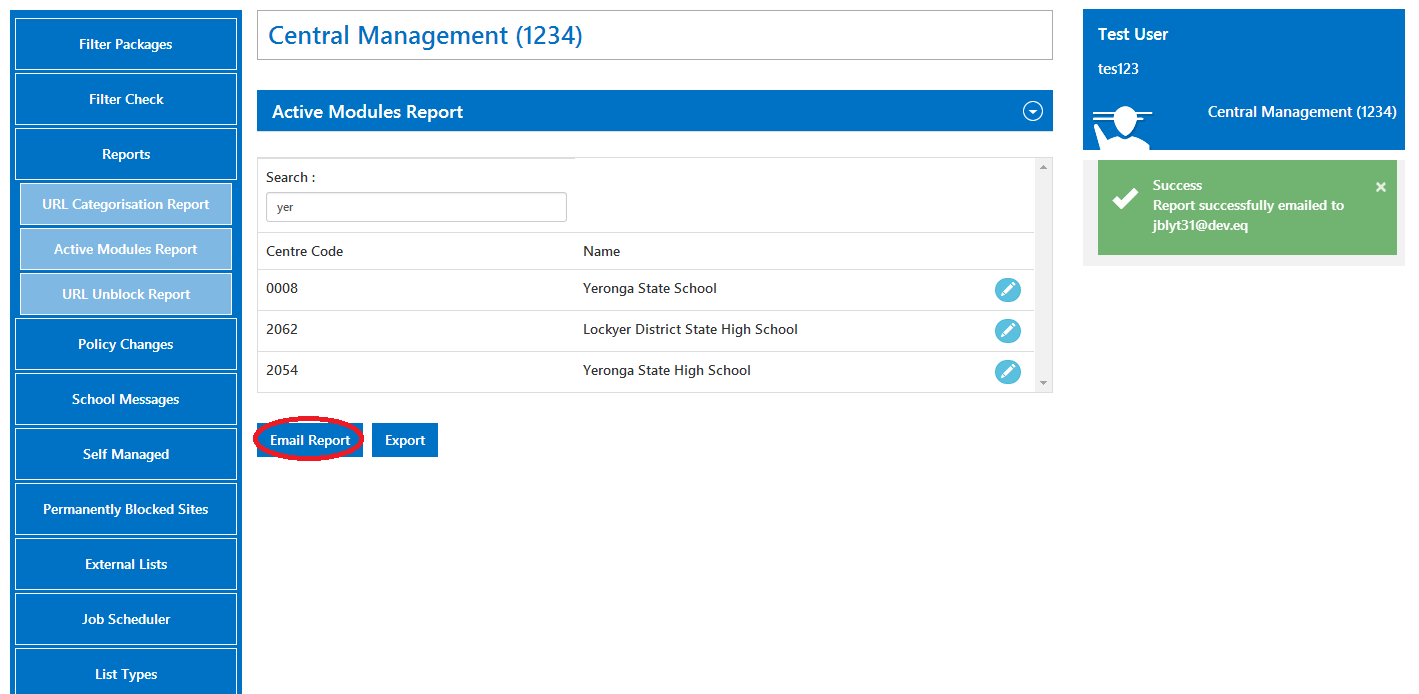 Filter Packages
Filter Check
Reports
URL Categorisation Report
Active Modules Report
URL Unblock Report
Policy Changes
School Messages
Self Managed
Permanently Blocked Sites
External Lists
Job Scheduler
List Types
Central Management (1234)
Active Modules Report
Search :
yer
Centre Code Name
0008 Yeronga State School
2062 Lockyer District State High School
2054 Yeronga State High School
Email Report Export
Test User
tes123
Central Management (1234)
Success
Report successfully emailed to
jblyt31@dev.eq